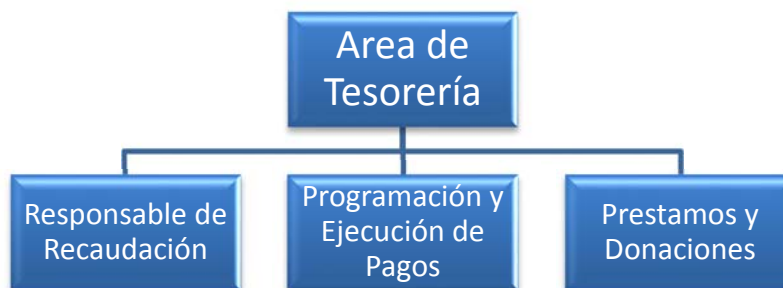 Area de
Tesorería
Responsable de
Recaudación
Programación y
Ejecución de
Pagos
Prestamos y
Donaciones